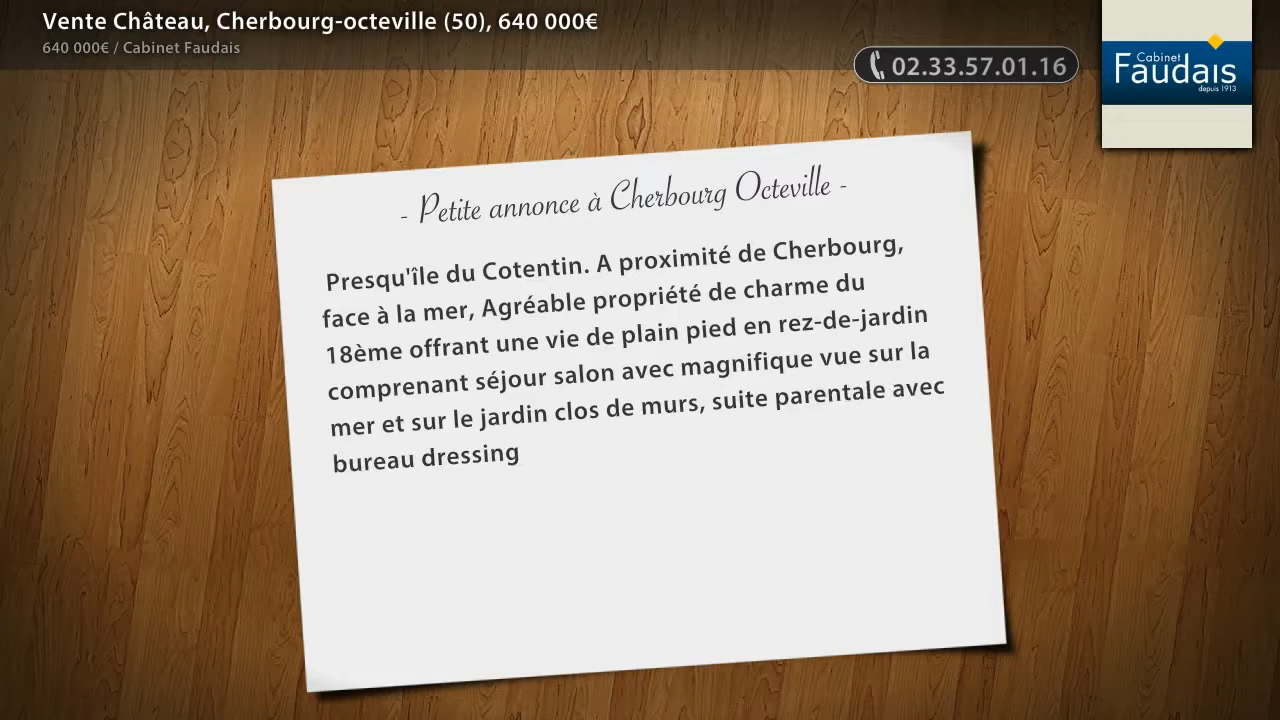 Vente Château, Cherbourg-octeville (50), 640 000€
640 000€ / Cabinet Faudais
02.33.57.01.16
Cabinet
Faudais
depuis 1913
- Petite annonce à Cherbourg Octeville -
Presqu'île du Cotentin. A proximité de Cherbourg,
face à la mer, Agréable propriété de charme du
18ème offrant une vie de plain pied en rez-de-jardin
comprenant séjour salon avec magnifique vue sur la
mer et sur le jardin clos de murs, suite parentale avec
bureau dressing